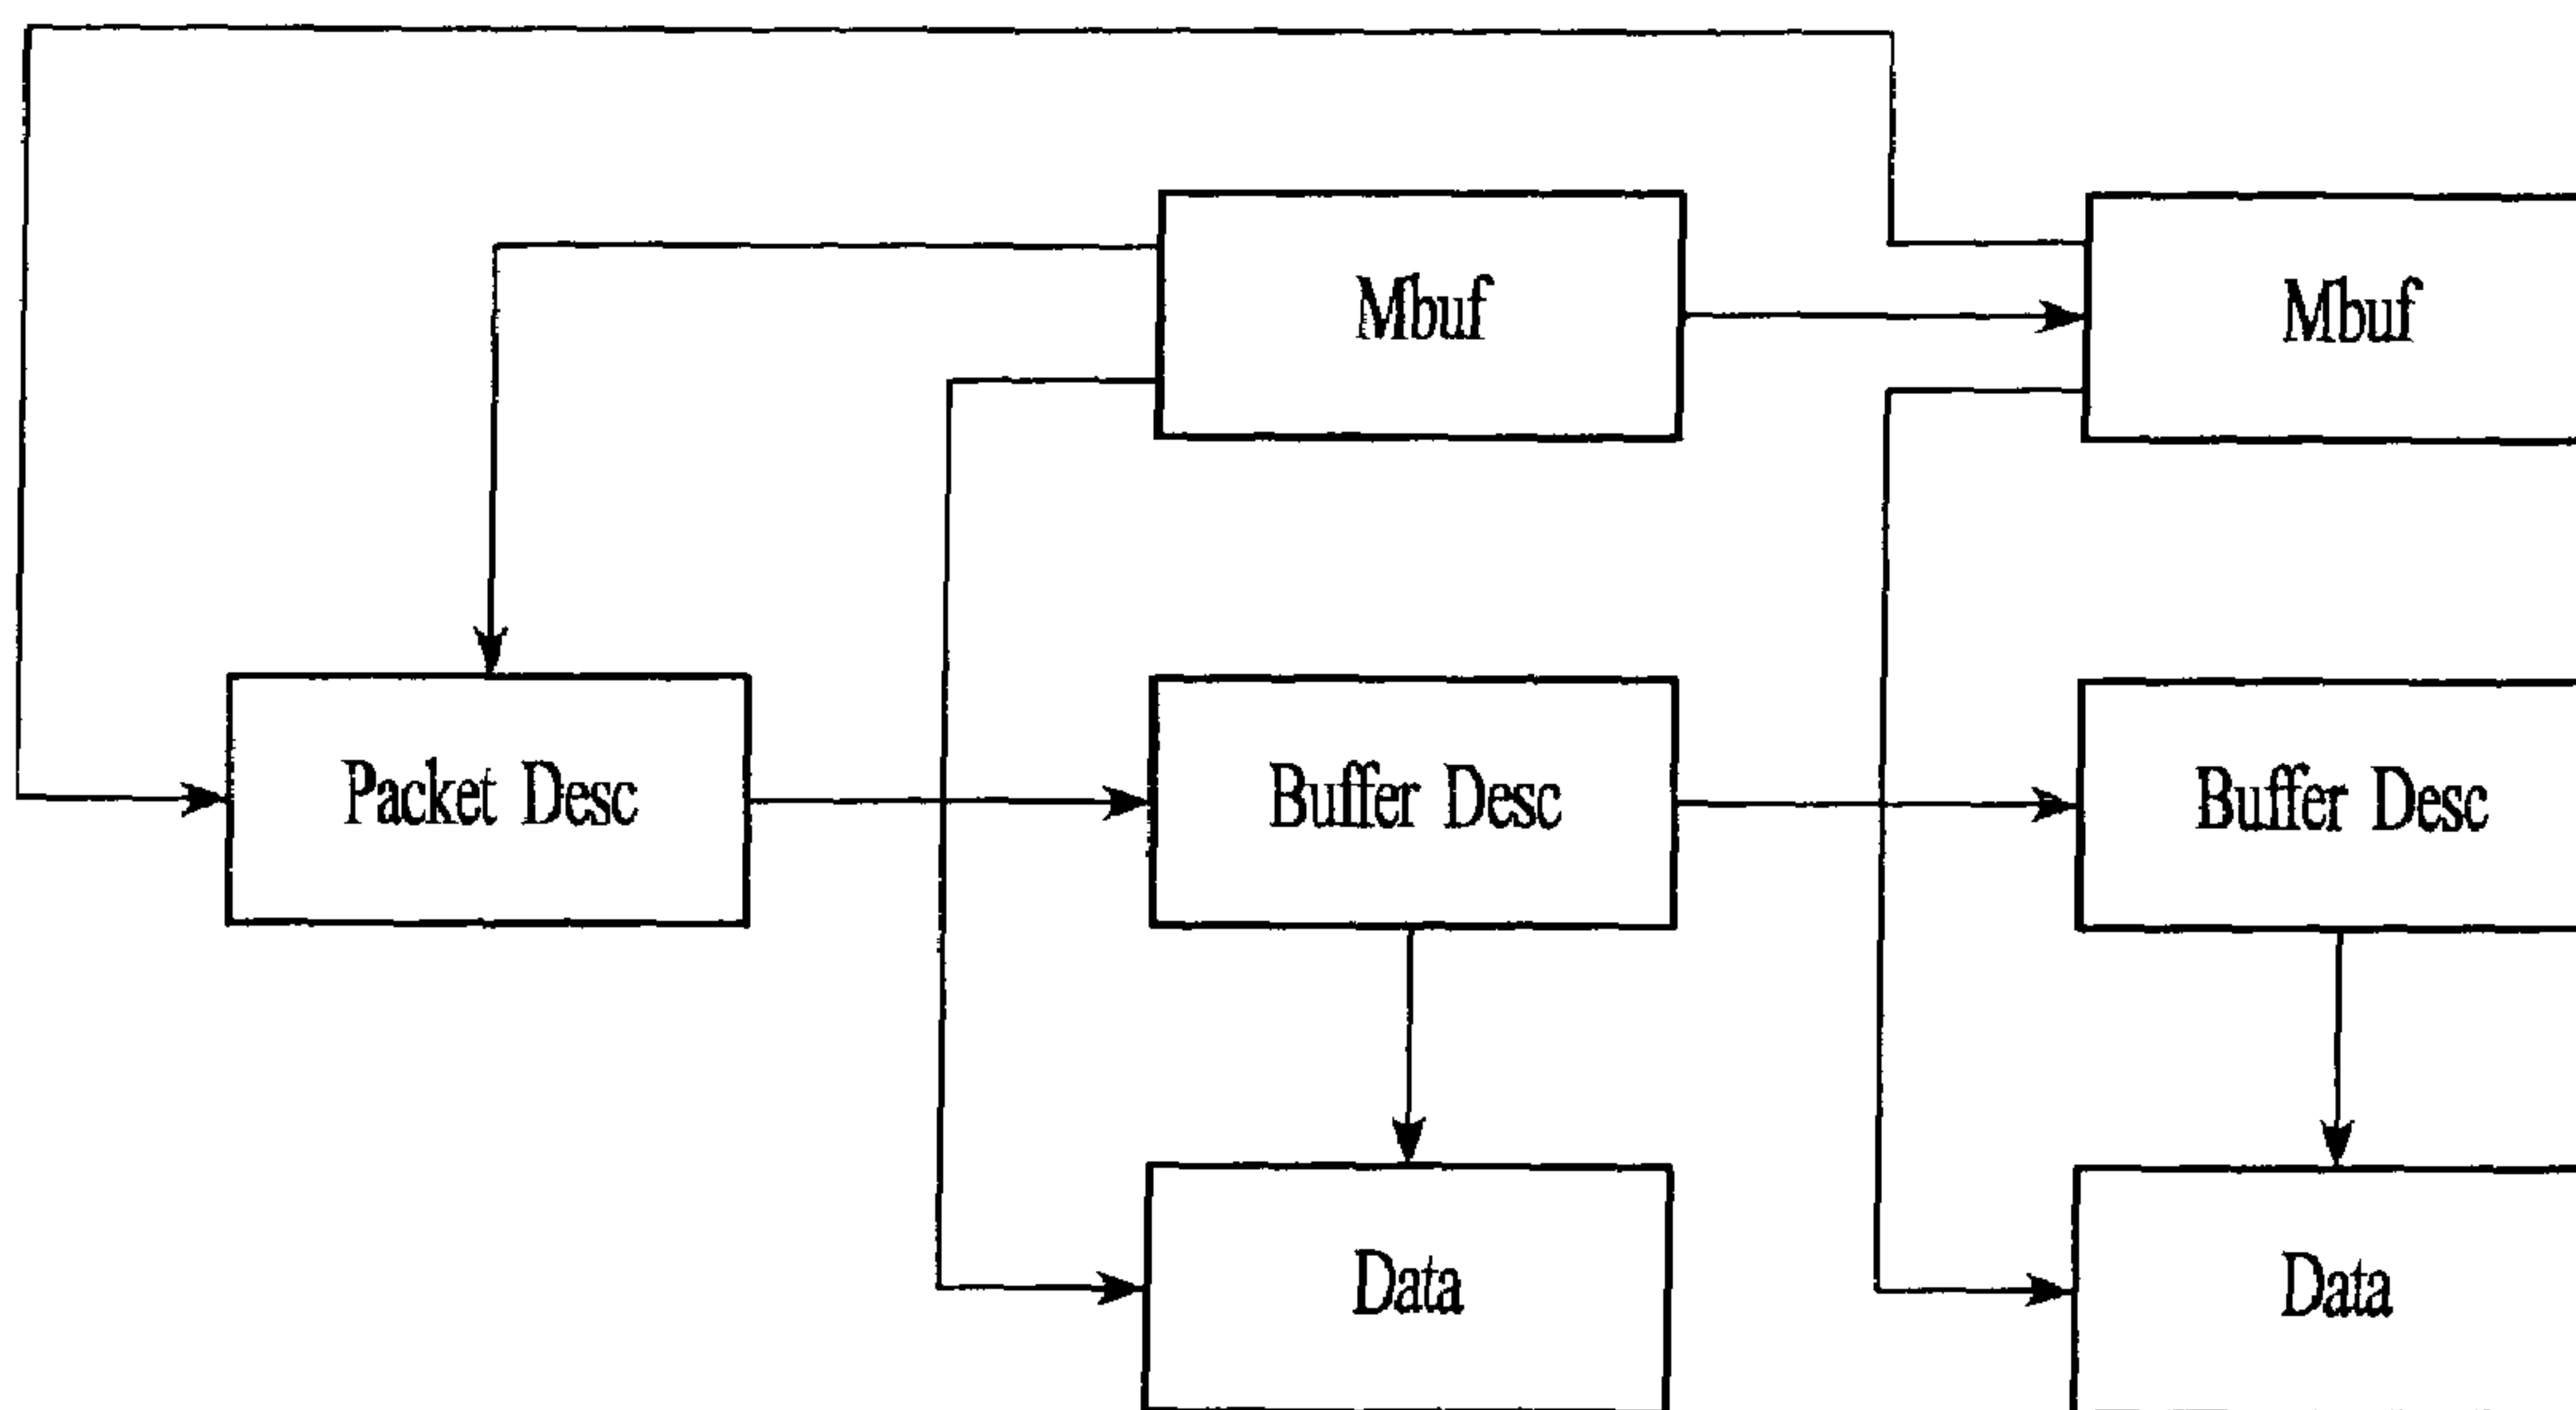 Mbuf
Mbuf
Packet Desc
Buffer Desc
Buffer Desc
Data
Data